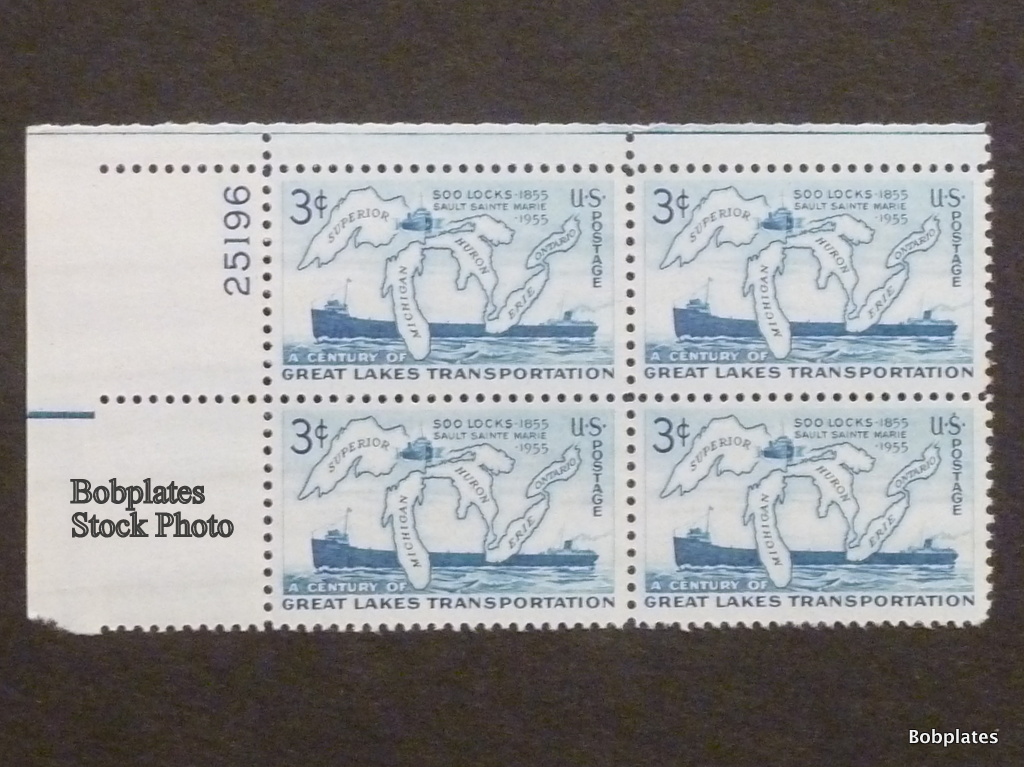 25196
3¢
SOO LOCKS-1855
SAULT SAINTE MARIE
-1955
U·S·
POSTAGE
SUPERIOR
HURON
ONTARIO
MICHIGAN
ERIE
A CENTURY OF
GREAT LAKES TRANSPORTATION
3¢
SOO LOCKS-1855
SAULT SAINTE MARIE
-1955
U·S·
POSTAGE
SUPERIOR
HURON
ONTARIO
MICHIGAN
ERIE
A CENTURY OF
GREAT LAKES TRANSPORTATION
Bobplates
Stock Photo
3¢
SOO LOCKS-1855
SAULT SAINTE MARIE
-1955
U·S·
POSTAGE
SUPERIOR
HURON
ONTARIO
MICHIGAN
ERIE
A CENTURY OF
GREAT LAKES TRANSPORTATION
3¢
SOO LOCKS-1855
SAULT SAINTE MARIE
-1955
U·S·
POSTAGE
SUPERIOR
HURON
ONTARIO
MICHIGAN
ERIE
A CENTURY OF
GREAT LAKES TRANSPORTATION
Bobplates